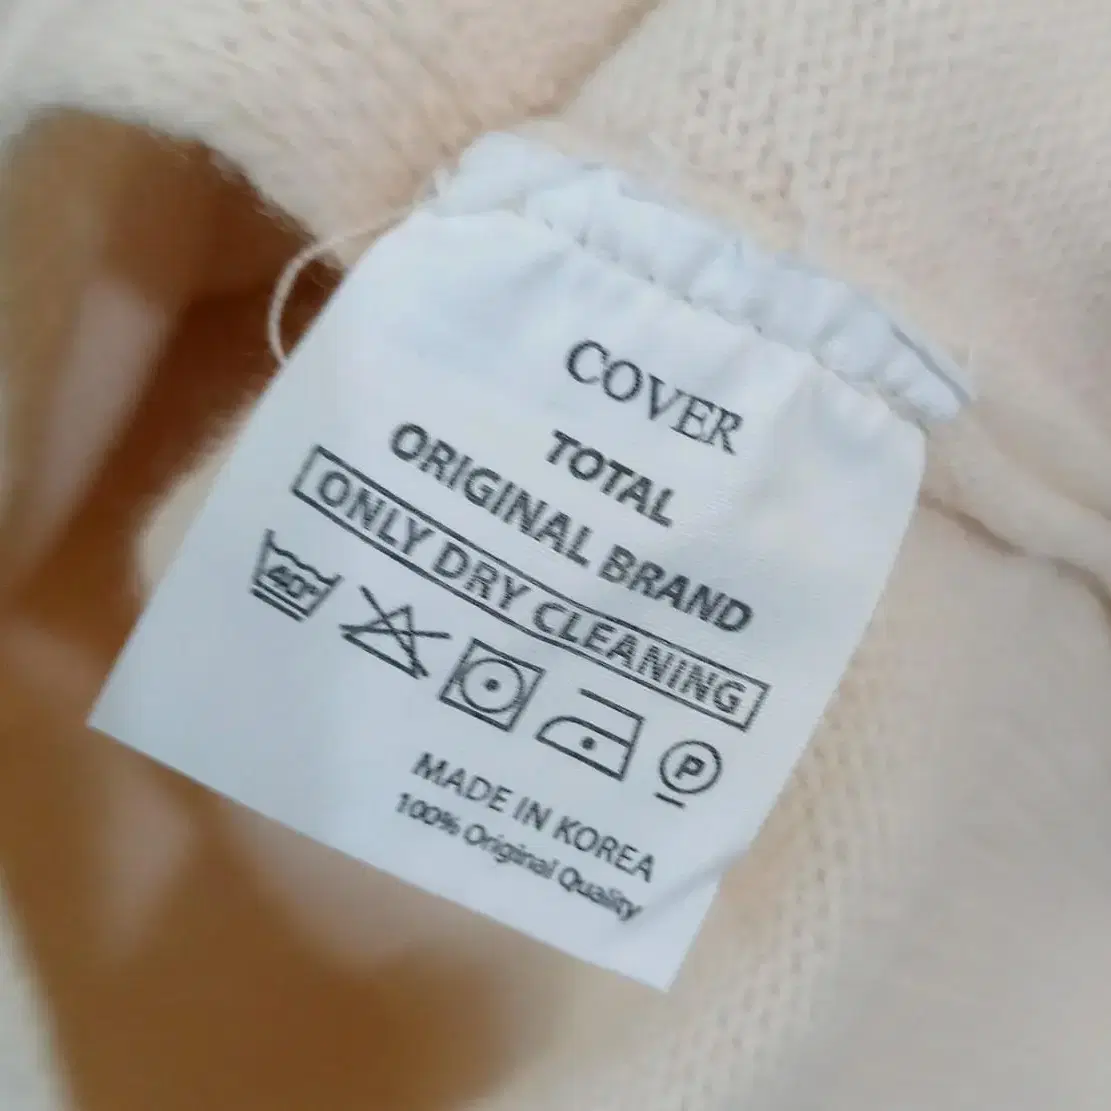 COVER
TOTAL
ORIGINAL BRAND
ONLY DRY CLEANING
40°
P
MADE IN KOREA
100% Original Quality